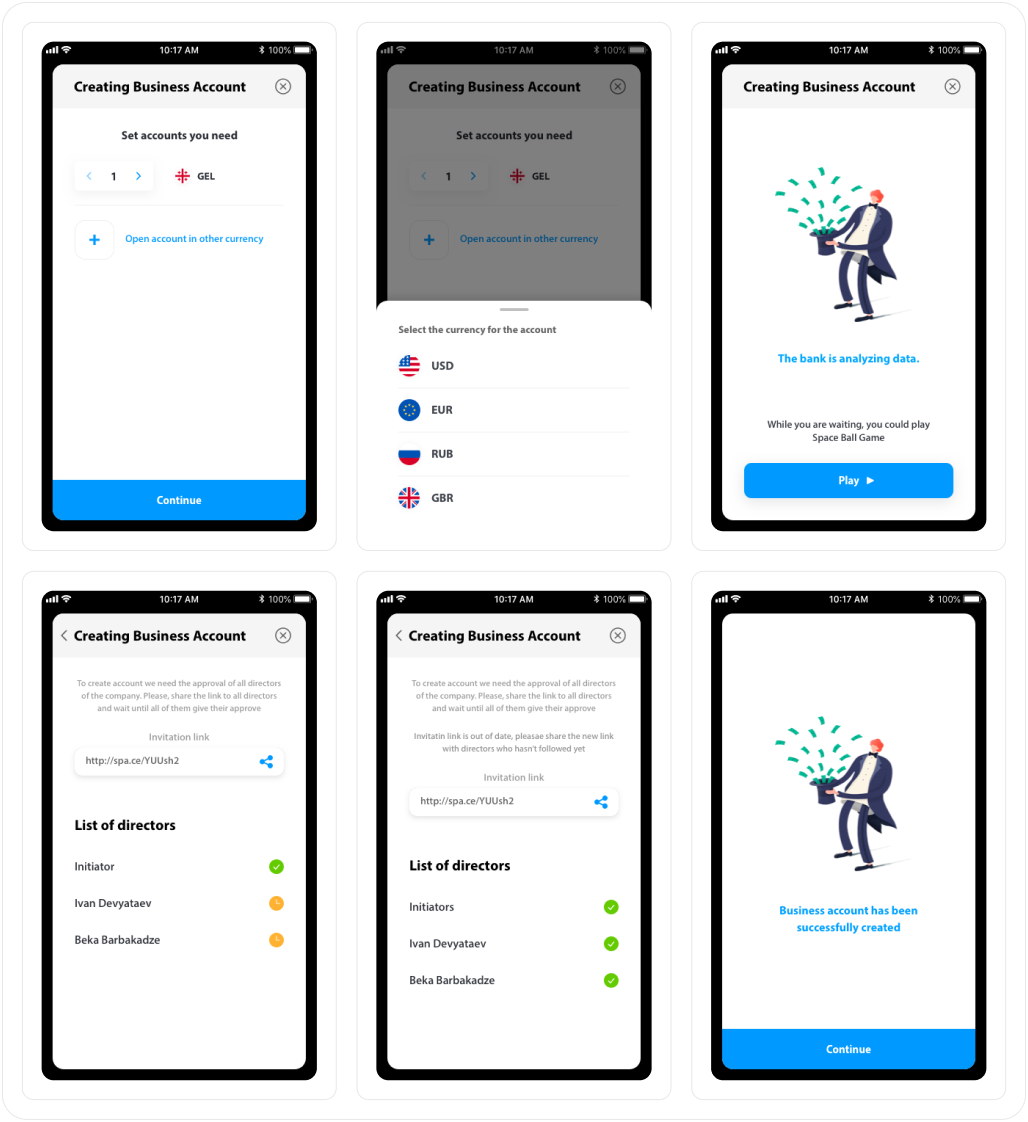 10:17 AM
100%
Creating Business Account
Set accounts you need
1
GEL
Open account in other currency
Continue
10:17 AM
100%
Creating Business Account
Set accounts you need
1
GEL
Open account in other currency
Select the currency for the account
USD
EUR
RUB
GBR
10:17 AM
100%
Creating Business Account
The bank is analyzing data.
While you are waiting, you could play
Space Ball Game
Play
10:17 AM
100%
Creating Business Account
To create account we need the approval of all directors
of the company. Please, share the link to all directors
and wait until all of them give their approve
Invitation link
http://spa.ce/YUUsh2
List of directors
Initiator
Ivan Devyataev
Beka Barbakadze
10:17 AM
100%
Creating Business Account
To create account we need the approval of all directors
of the company. Please, share the link to all directors
and wait until all of them give their approve
Invitatin link is out of date, pleasae share the new link
with directors who hasn't followed yet
Invitation link
http://spa.ce/YUUsh2
List of directors
Initiators
Ivan Devyataev
Beka Barbakadze
10:17 AM
100%
Business account has been
successfully created
Continue